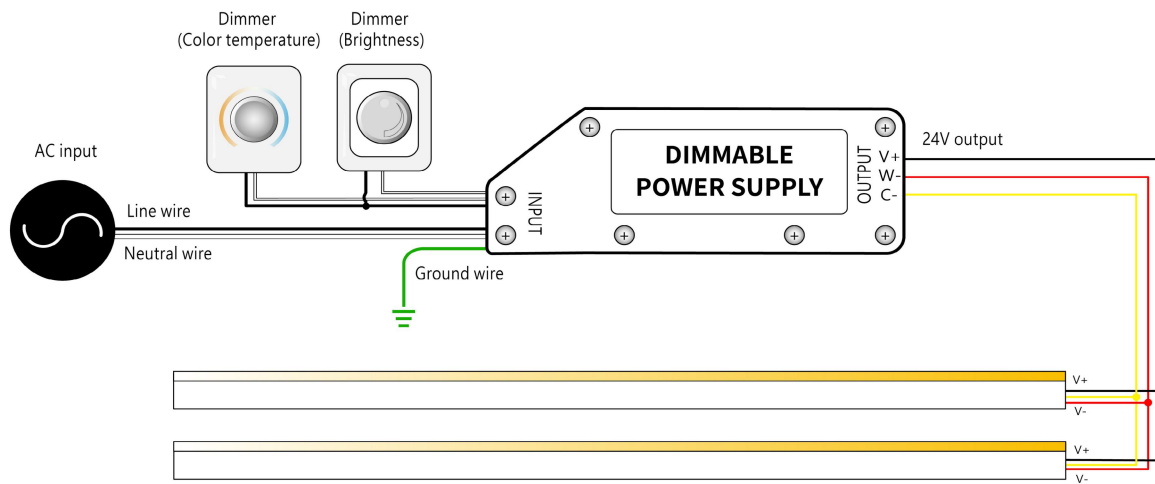 Dimmer
(Color temperature)
Dimmer
(Brightness)
AC input
Line wire
Neutral wire
Ground wire
INPUT
DIMMABLE
POWER SUPPLY
OUTPUT
V+
W-
C-
24V output
V+
V-
V+
V-